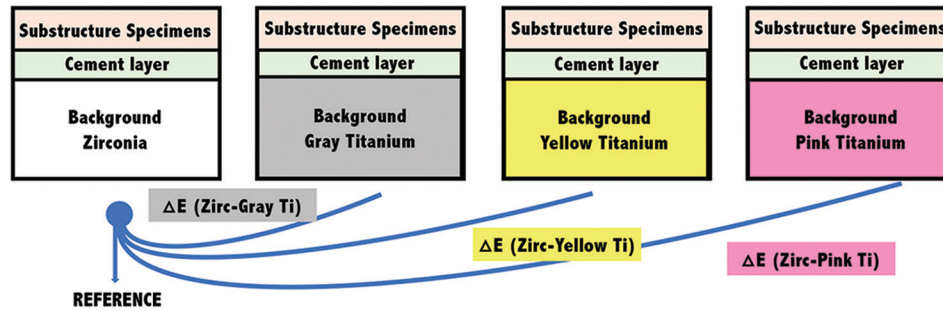 Substructure Specimens
Cement layer
Background
Zirconia
Substructure Specimens
Cement layer
Background
Gray Titanium
Substructure Specimens
Cement layer
Background
Yellow Titanium
Substructure Specimens
Cement layer
Background
Pink Titanium
△E (Zirc-Gray Ti)
△E (Zirc-Yellow Ti)
△E (Zirc-Pink Ti)
REFERENCE